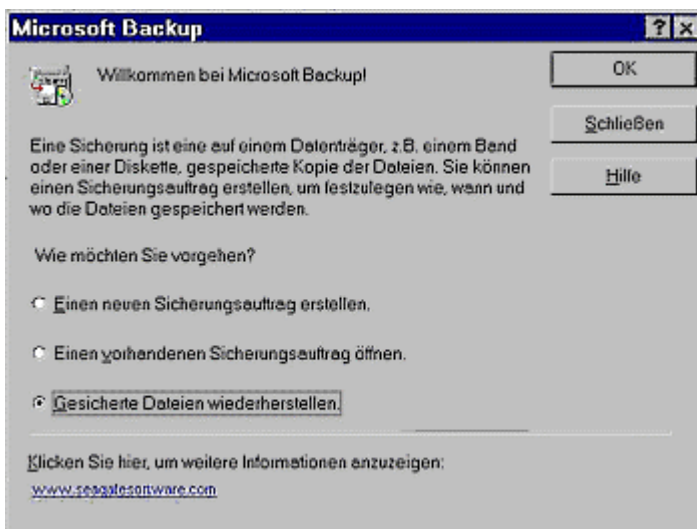 Microsoft Backup
Willkommen bei Microsoft Backup!
OK
Schließen
Hilfe
Eine Sicherung ist eine auf einem Datenträger, z.B. einem Band
oder einer Diskette, gespeicherte Kopie der Dateien. Sie können
einen Sicherungsauftrag erstellen, um festzulegen wie, wann und
wo die Dateien gespeichert werden.
Wie möchten Sie vorgehen?
Einen neuen Sicherungsauftrag erstellen.
Einen vorhandenen Sicherungsauftrag öffnen.
Gesicherte Dateien wiederherstellen.
Klicken Sie hier, um weitere Informationen anzuzeigen:
www.seagatesoftware.com